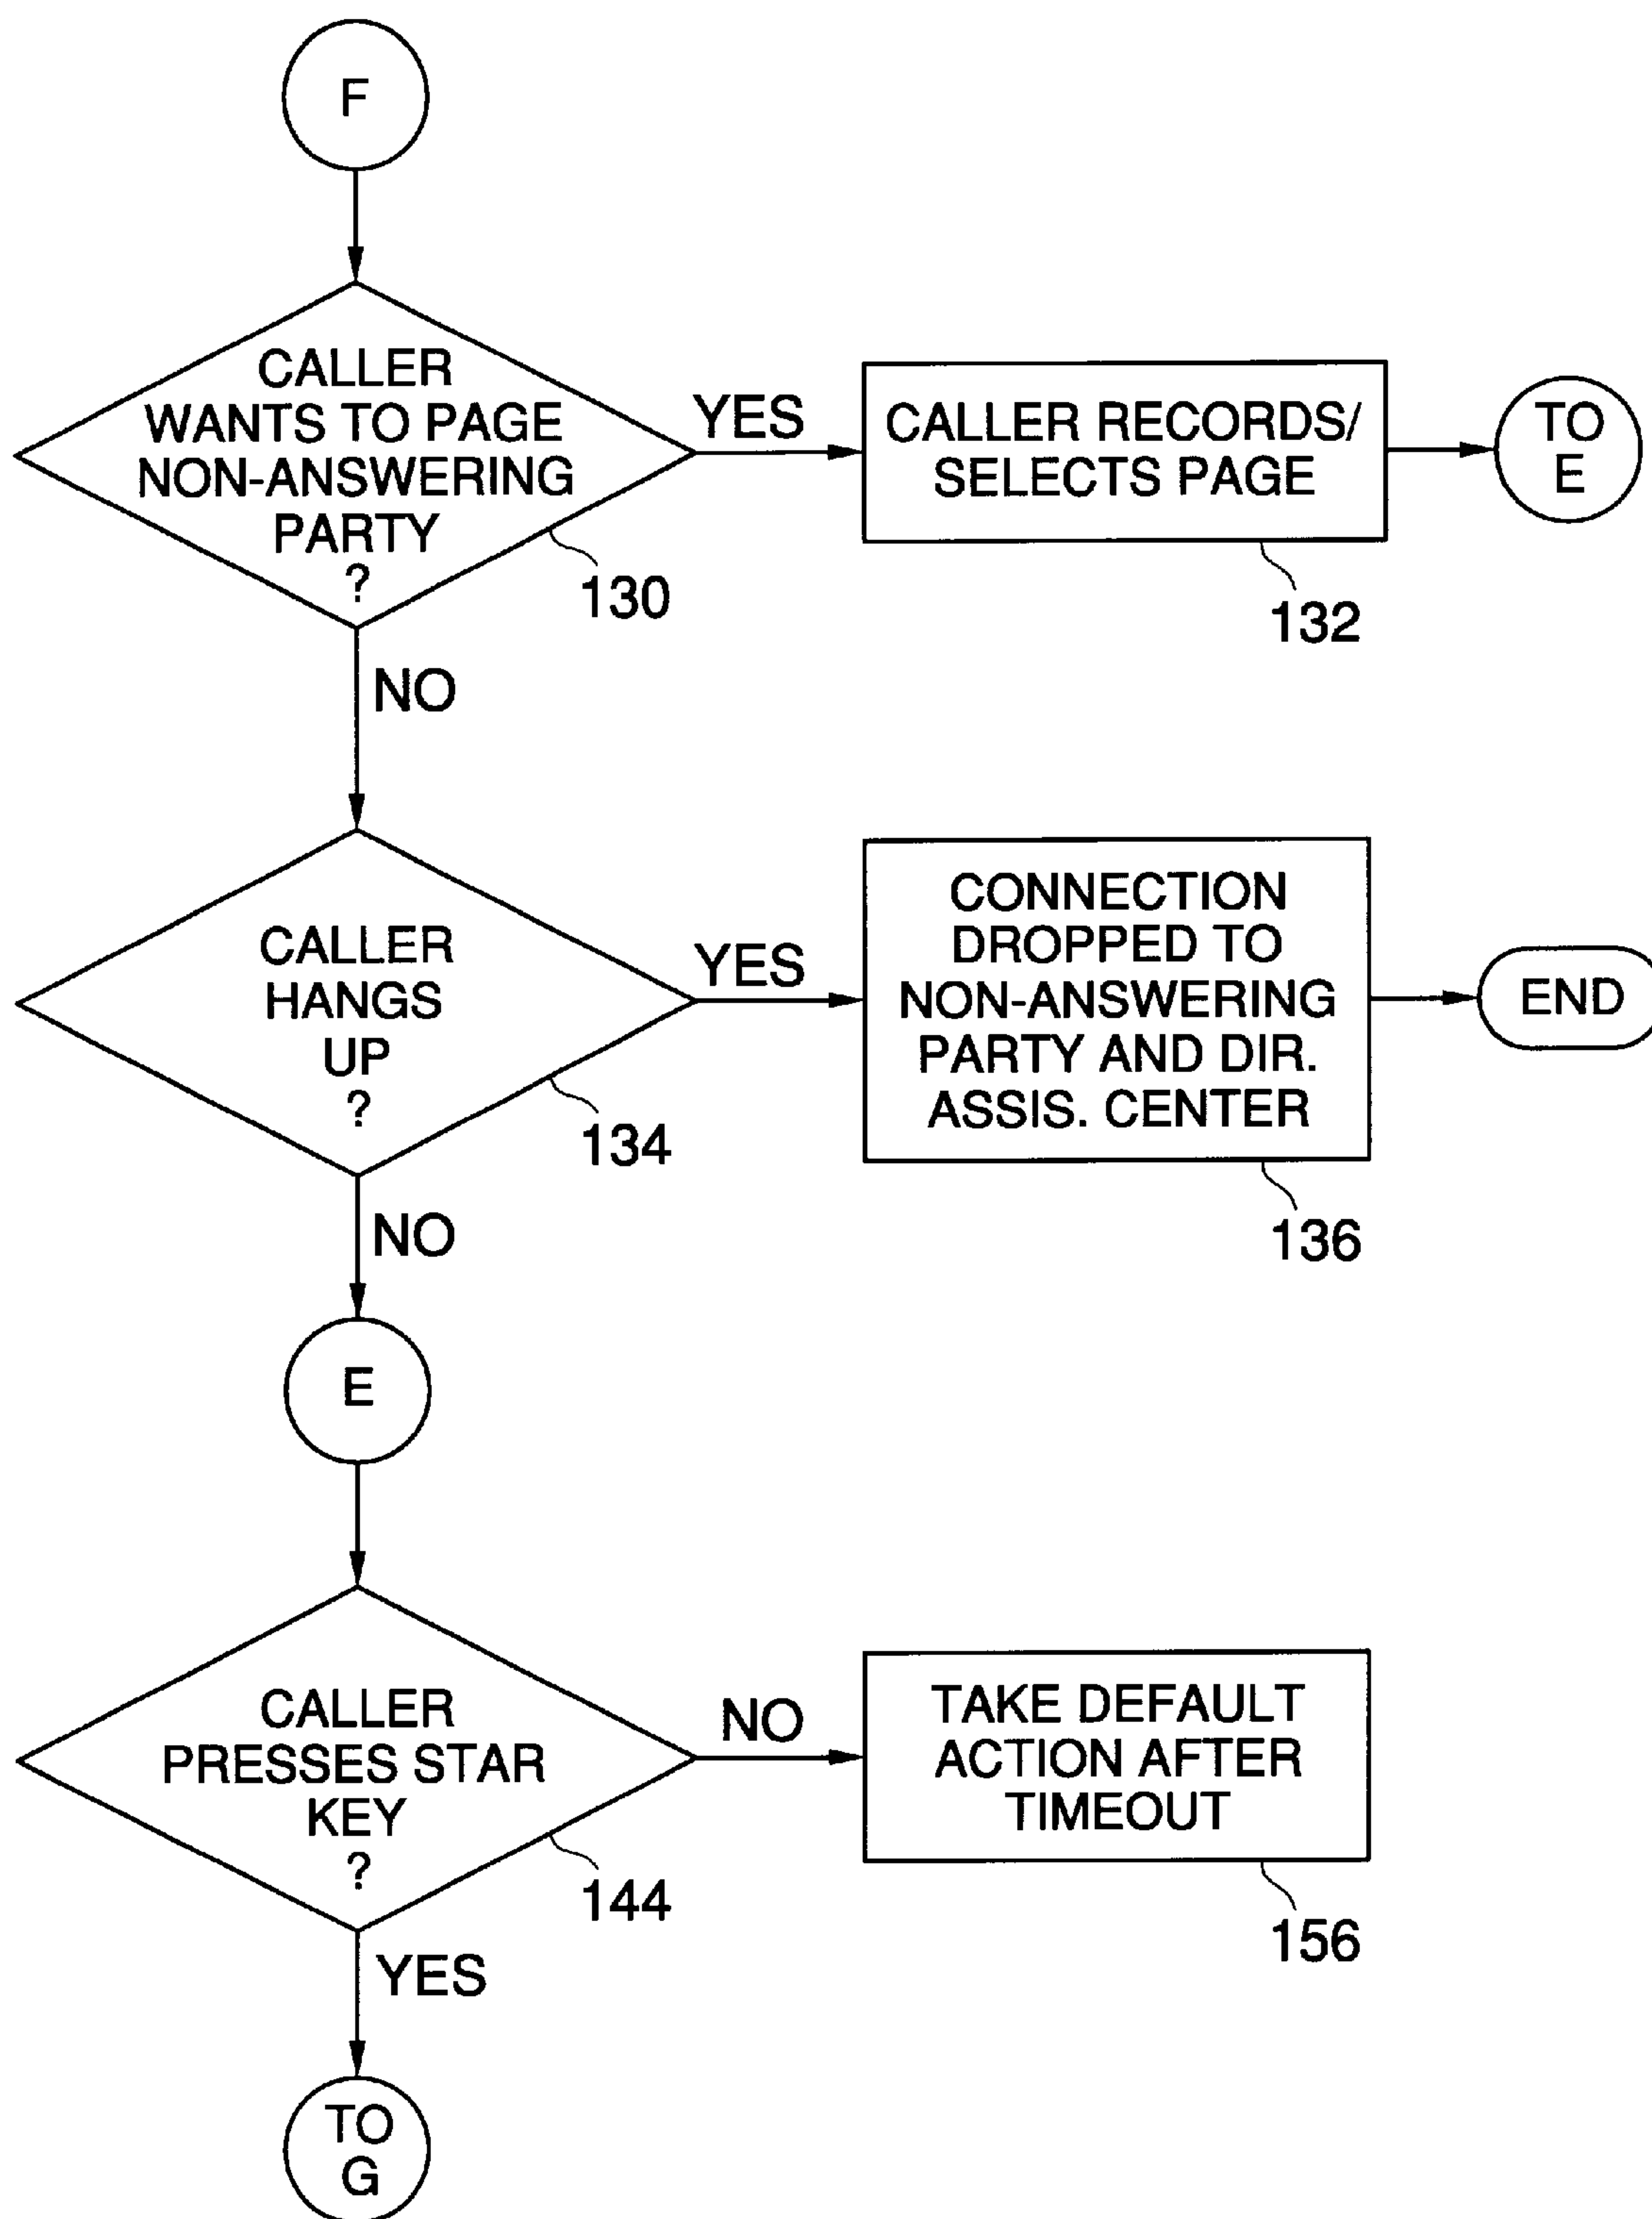 F
CALLER
WANTS TO PAGE
NON-ANSWERING
PARTY
?
130
YES
CALLER RECORDS/
SELECTS PAGE
132
TO
E
NO
CALLER
HANGS
UP
?
134
YES
CONNECTION
DROPPED TO
NON-ANSWERING
PARTY AND DIR.
ASSIS. CENTER
136
END
NO
E
CALLER
PRESSES STAR
KEY
?
144
NO
TAKE DEFAULT
ACTION AFTER
TIMEOUT
156
YES
TO
G